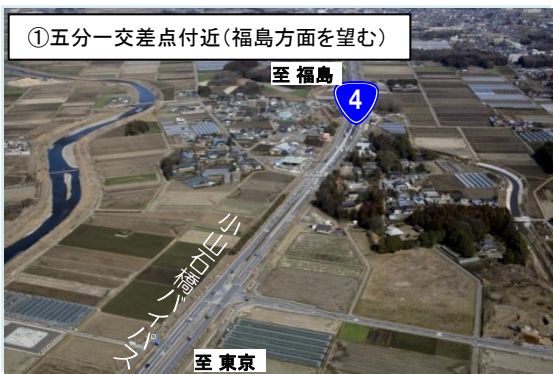 ①五分一交差点付近(福島方面を望む)
至 福島
4
小山石橋バイパス
至 東京